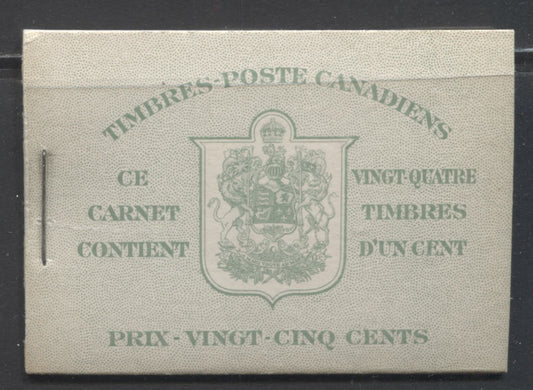 TIMBRES-POSTE CANADIENS
CE
CARNET
CONTIENT
VINGT-QUATRE
TIMBRES
D'UN CENT
PRIX-VINGT-CINQ CENTS